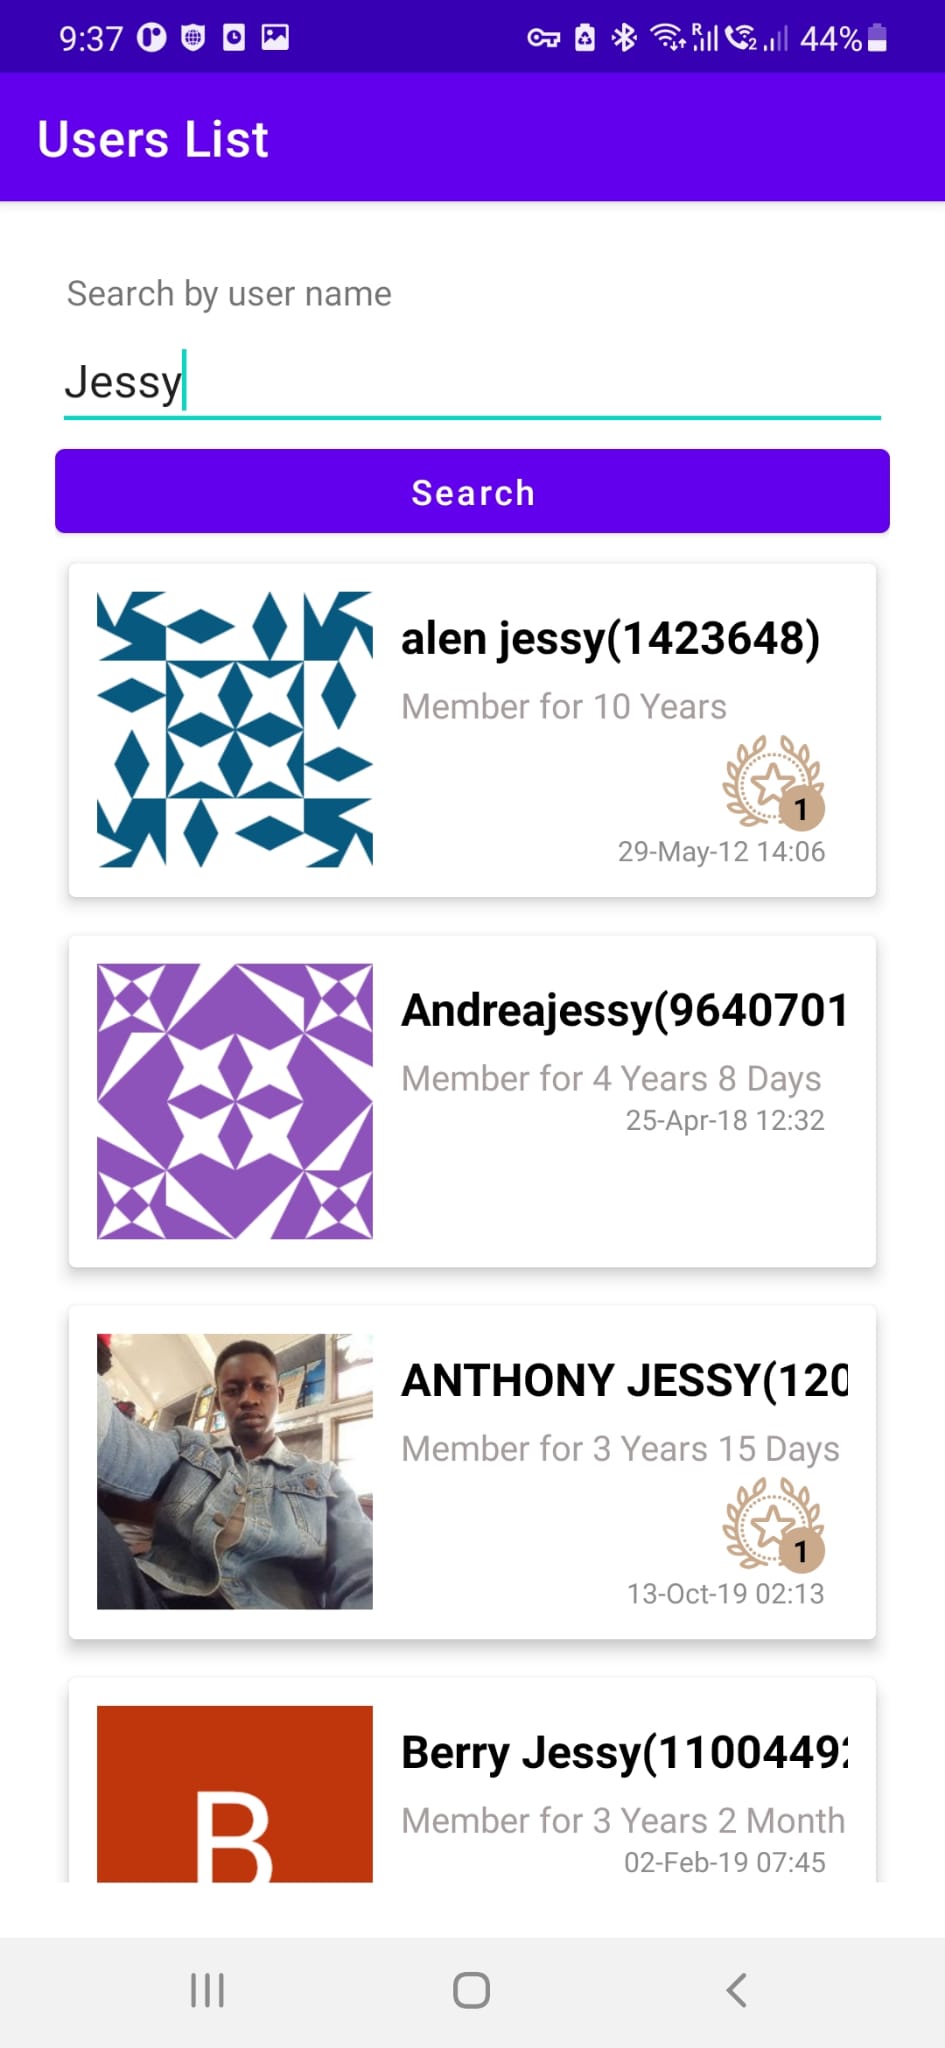 9:37
R 2 44%
Users List
Search by user name
Jessy
Search
alen jessy(1423648)
Member for 10 Years
1
29-May-12 14:06
Andreajessy(9640701
Member for 4 Years 8 Days
25-Apr-18 12:32
ANTHONY JESSY(120
Member for 3 Years 15 Days
1
13-Oct-19 02:13
B
Berry Jessy(1100449
Member for 3 Years 2 Month
02-Feb-19 07:45